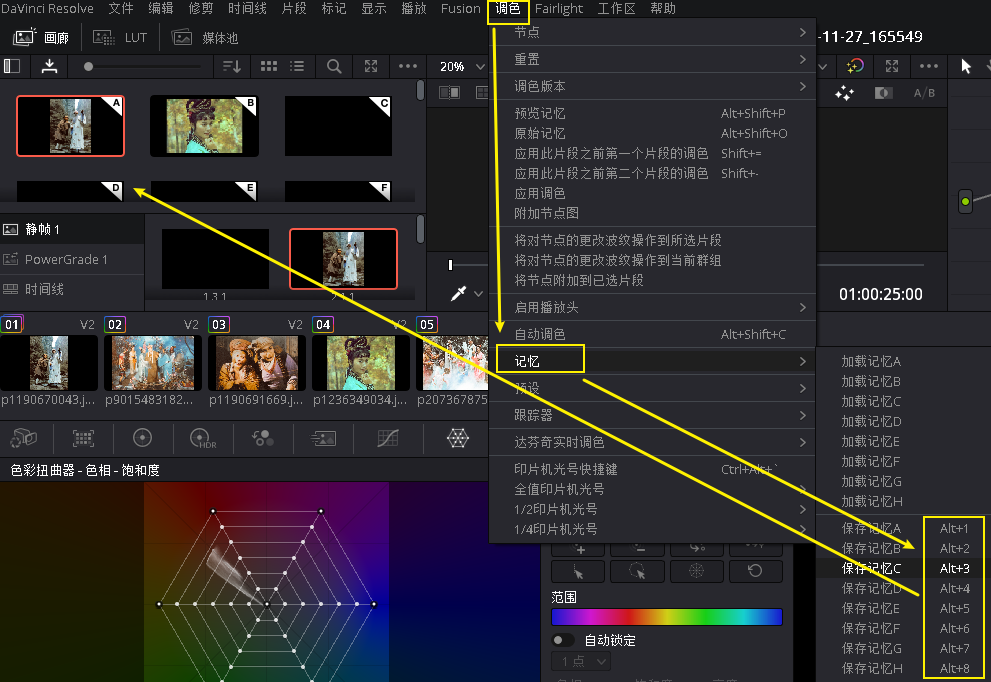 DaVinci Resolve 文件 编辑 修剪 时间线 片段 标记 显示 播放 Fusion 调色 Fairlight 工作区 帮助
画廊 LUT 媒体池
-11-27_165549
20%
A/B
A B C
D E F
静帧 1
PowerGrade 1
时间线
1.3.1 2.1.1
01 V2 02 V2 03 V2 04 V2 05
p1190670043.j... p9015483182... p1190691669.j... p1236349034.j... p207367875
HDR
色彩扭曲器 - 色相 - 饱和度
节点
重置
调色版本
预览记忆 Alt+Shift+P
原始记忆 Alt+Shift+O
应用此片段之前第一个片段的调色 Shift+=
应用此片段之前第二个片段的调色 Shift+-
应用调色
附加节点图
将对节点的更改波纹操作到所选片段
将对节点的更改波纹操作到当前群组
将节点附加到已选片段
启用播放头
自动调色 Alt+Shift+C
记忆
预设
跟踪器
达芬奇实时调色
印片机光号快捷键 Ctrl+Alt+`
全值印片机光号
1/2印片机光号
1/4印片机光号
01:00:25:00
加载记忆A
加载记忆B
加载记忆C
加载记忆D
加载记忆E
加载记忆F
加载记忆G
加载记忆H
保存记忆A Alt+1
保存记忆B Alt+2
保存记忆C Alt+3
保存记忆D Alt+4
保存记忆E Alt+5
保存记忆F Alt+6
保存记忆G Alt+7
保存记忆H Alt+8
范围
自动锁定
1 点